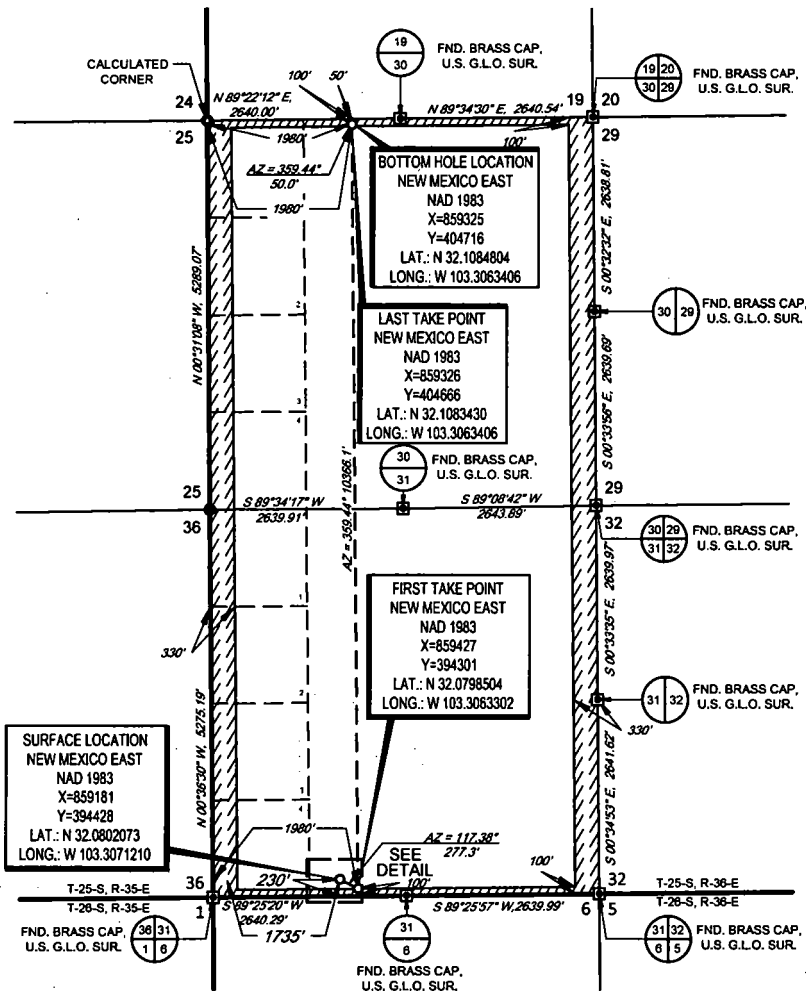 19
30
FND. BRASS CAP,
U.S. G.L.O. SUR.
CALCULATED
CORNER
19 20
30 29
FND. BRASS CAP,
U.S. G.L.O. SUR.
100'
50'
24
N 89°22'12" E,
2640.00'
N 89°34'30" E, 2640.54'
19
20
25
1980'
100'
29
AZ = 359.44°
50.0'
1980'
BOTTOM HOLE LOCATION
NEW MEXICO EAST
NAD 1983
X=859325
Y=404716
LAT.: N 32.1084804
LONG.: W 103.3063406
S 00°32'32" E, 2638.81'
N 00°31'08" W, 5289.07'
2
30 29
FND. BRASS CAP,
U.S. G.L.O. SUR.
LAST TAKE POINT
NEW MEXICO EAST
NAD 1983
X=859326
Y=404666
LAT.: N 32.1083430
LONG.: W 103.3063406
3
4
S 00°33'56" E, 2639.69'
30
31
FND. BRASS CAP,
U.S. G.L.O. SUR.
25
S 89°34'17" W
2639.91'
S 89°08'42" W
2643.89'
29
36
32
AZ = 359.44° 10366.1'
30 29
31 32
FND. BRASS CAP,
U.S. G.L.O. SUR.
1
330'
FIRST TAKE POINT
NEW MEXICO EAST
NAD 1983
X=859427
Y=394301
LAT.: N 32.0798504
LONG.: W 103.3063302
S 00°33'35" E, 2639.97'
2
31 32
FND. BRASS CAP,
U.S. G.L.O. SUR.
330'
SURFACE LOCATION
NEW MEXICO EAST
NAD 1983
X=859181
Y=394428
LAT.: N 32.0802073
LONG.: W 103.3071210
N 00°36'30" W, 5275.19'
S 00°34'53" E, 2641.62'
3
4
1980'
AZ = 117.38°
277.3'
SEE
DETAIL
36
230'
100'
100'
32
T-25-S, R-35-E
T-26-S, R-35-E
T-25-S, R-36-E
T-26-S, R-36-E
1
S 89°25'20" W
2640.29'
1735'
S 89°25'57" W, 2639.99'
6
5
FND. BRASS CAP,
U.S. G.L.O. SUR.
36 31
1 6
31
6
FND. BRASS CAP,
U.S. G.L.O. SUR.
31 32
6 5
FND. BRASS CAP,
U.S. G.L.O. SUR.